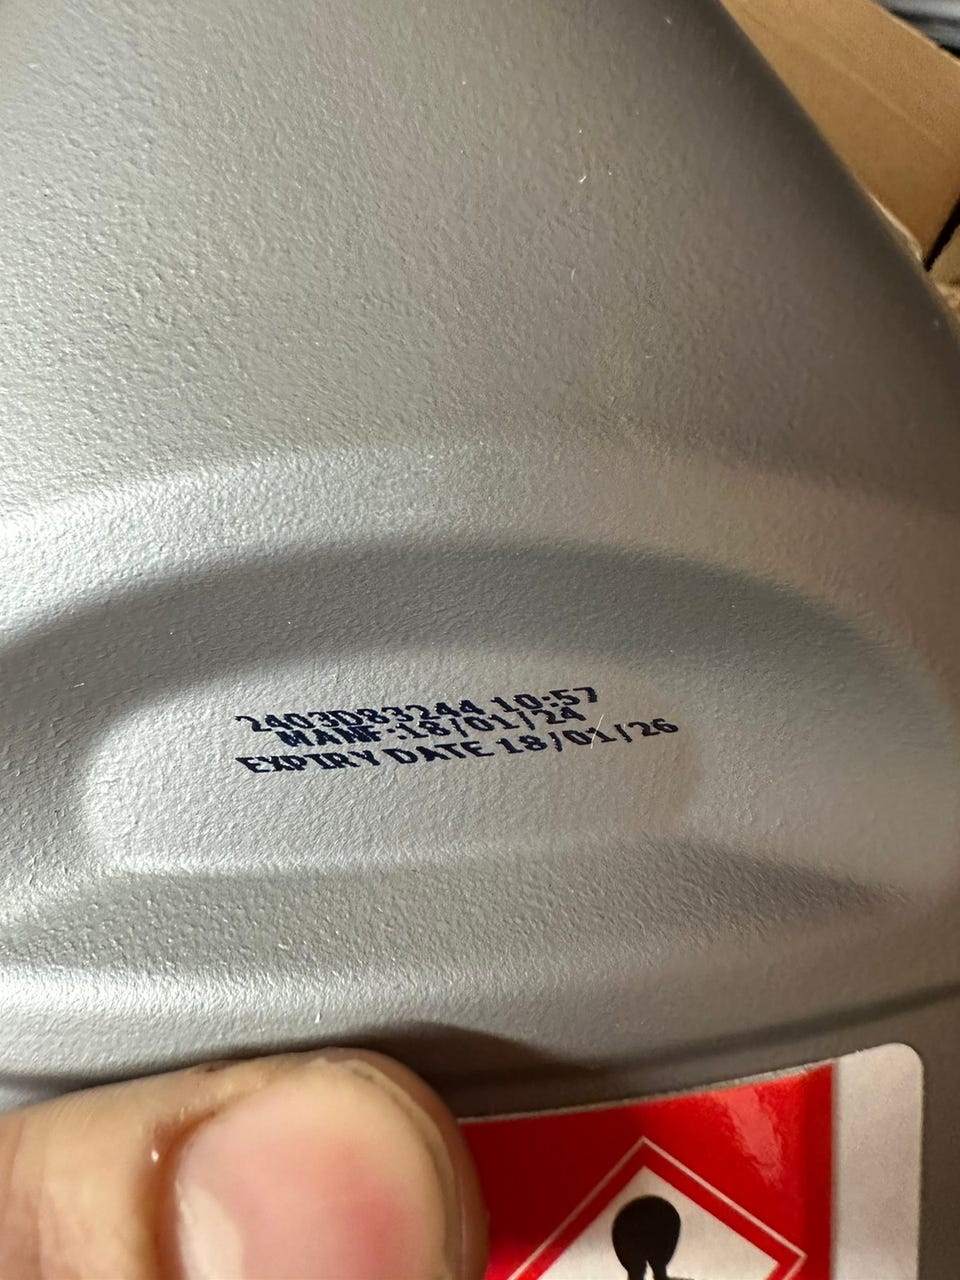 2403D83244 10:57
MANF:18/01/24
EXPIRY DATE 18/01/26